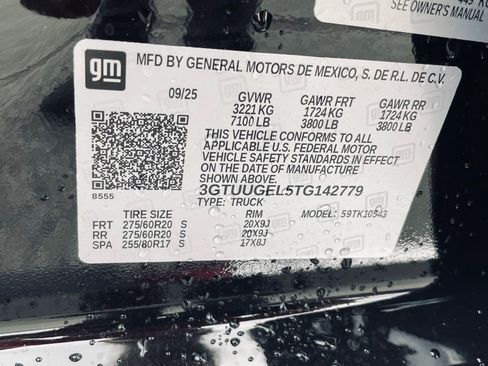 SEE OWNER'S MANUAL
gm
MFD BY GENERAL MOTORS DE MEXICO, S. DE R.L. DE C.V.
09/25 GVWR GAWR FRT GAWR RR
3221 KG 1724 KG 1724 KG
7100 LB 3800 LB 3800 LB
THIS VEHICLE CONFORMS TO ALL
APPLICABLE U.S. FEDERAL MOTOR
VEHICLE SAFETY STANDARDS IN EFFECT
ON THE DATE OF MANUFACTURE
SHOWN ABOVE.
8555 3GTUUGEL5TG142779
TYPE: TRUCK
TIRE SIZE RIM MODEL: 59TK10543
FRT 275/60R20 S 20X9J
RR 275/60R20 S 20X9J
SPA 255/80R17 S 17X8J